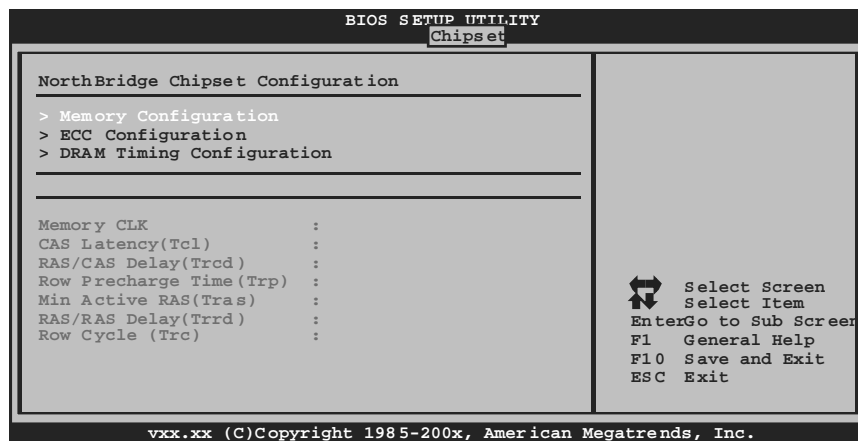 BIOS SETUP UTILITY
Chipset
NorthBridge Chipset Configuration
> Memory Configuration
> ECC Configuration
> DRAM Timing Configuration
Memory CLK :
CAS Latency(Tcl) :
RAS/CAS Delay(Trcd) :
Row Precharge Time(Trp) :
Min Active RAS(Tras) :
RAS/RAS Delay(Trrd) :
Row Cycle (Trc) :
Select Screen
Select Item
EnterGo to Sub Screen
F1 General Help
F10 Save and Exit
ESC Exit
vxx.xx (C)Copyright 1985-200x, American Megatrends, Inc.